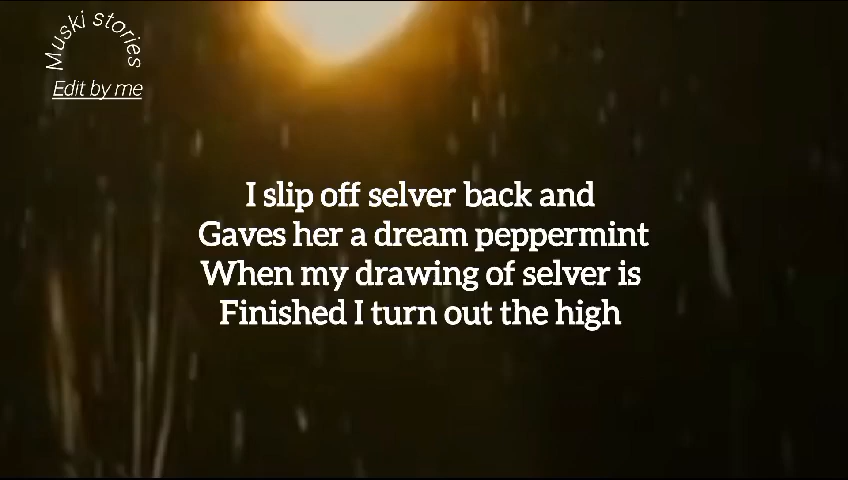 Muski stories
Edit by me
I slip off selver back and
Gaves her a dream peppermint
When my drawing of selver is
Finished I turn out the high